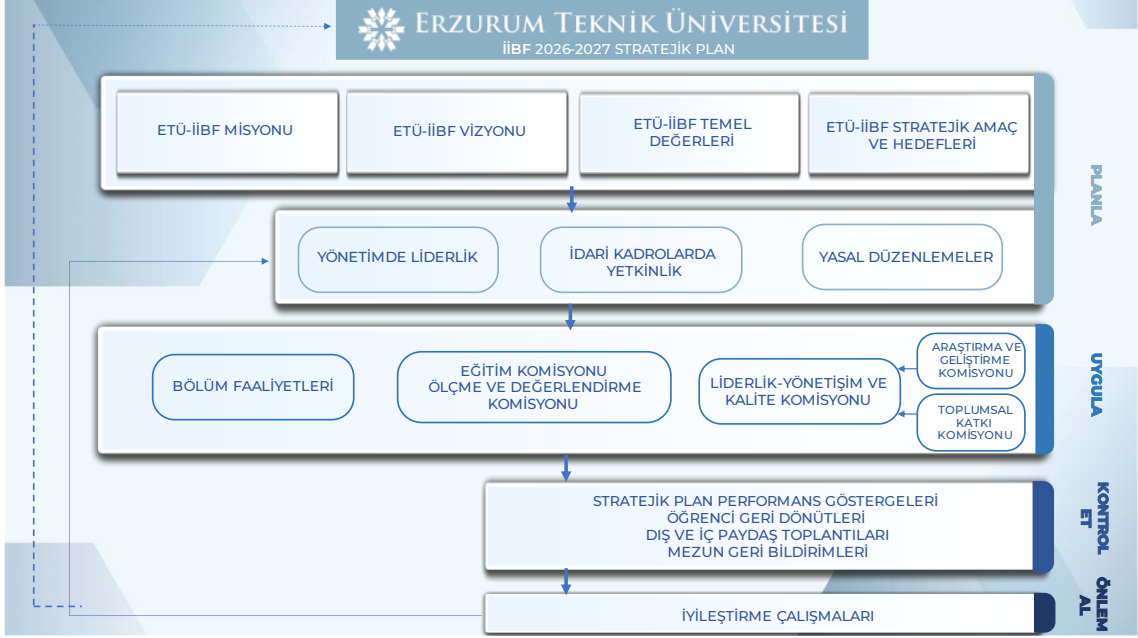 ERZURUM TEKNİK ÜNİVERSİTESİ
İİBF 2026-2027 STRATEJİK PLAN
ETÜ-İİBF MİSYONU
ETÜ-İİBF VİZYONU
ETÜ-İİBF TEMEL
DEĞERLERİ
ETÜ-İİBF STRATEJİK AMAÇ
VE HEDEFLERİ
PLANLA
YÖNETİMDE LİDERLİK
İDARİ KADROLARDA
YETKİNLİK
YASAL DÜZENLEMELER
BÖLÜM FAALİYETLERİ
EĞİTİM KOMİSYONU
ÖLÇME VE DEĞERLENDİRME
KOMİSYONU
LİDERLİK-YÖNETİŞİM VE
KALİTE KOMİSYONU
ARAŞTIRMA VE
GELİŞTİRME
KOMİSYONU
TOPLUMSAL
KATKI
KOMİSYONU
UYGULA
STRATEJİK PLAN PERFORMANS GÖSTERGELERİ
ÖĞRENCİ GERİ DÖNÜTLERİ
DIŞ VE İÇ PAYDAŞ TOPLANTILARI
MEZUN GERİ BİLDİRİMLERİ
KONTROL
ET
İYİLEŞTİRME ÇALIŞMALARI
ÖNLEM
AL